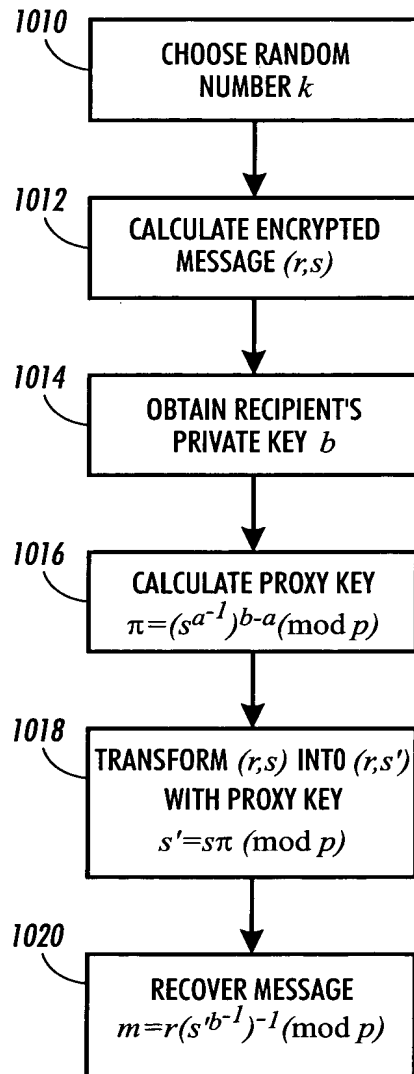 1010
CHOOSE RANDOM
NUMBER k
1012
CALCULATE ENCRYPTED
MESSAGE (r,s)
1014
OBTAIN RECIPIENT'S
PRIVATE KEY b
1016
CALCULATE PROXY KEY
π=(s^{a^{-1}})^{b-a}(mod p)
1018
TRANSFORM (r,s) INTO (r,s')
WITH PROXY KEY
s'=sπ (mod p)
1020
RECOVER MESSAGE
m=r(s'^{b^{-1}})^{-1}(mod p)